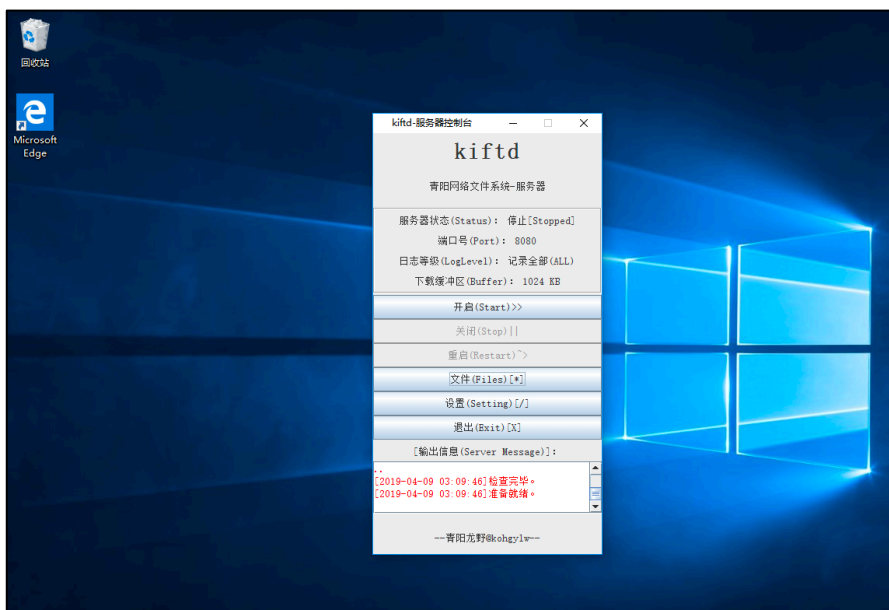 回收站
Microsoft
Edge
kiftd-服务器控制台
kiftd
青阳网络文件系统-服务器
服务器状态(Status): 停止[Stopped]
端口号(Port): 8080
日志等级(LogLevel): 记录全部(ALL)
下载缓冲区(Buffer): 1024 KB
开启(Start)>>
关闭(Stop)||
重启(Restart)~>
文件(Files)[*]
设置(Setting)[/]
退出(Exit)[X]
[输出信息(Server Message)]:
..
[2019-04-09 03:09:46]检查完毕。
[2019-04-09 03:09:46]准备就绪。
--青阳龙野@kohgylw--